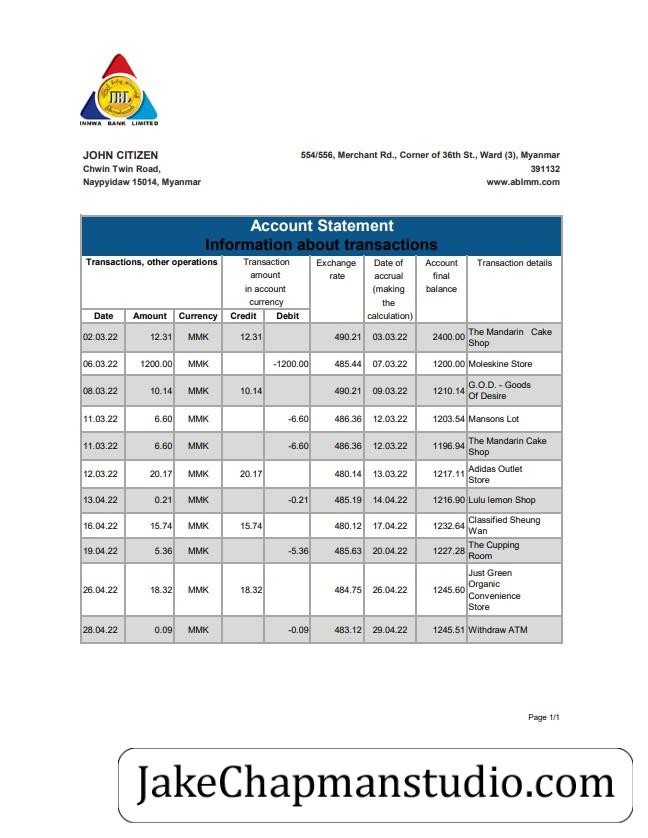 IBL
INNWA BANK LIMITED
JOHN CITIZEN
Chwin Twin Road,
Naypyidaw 15014, Myanmar
554/556, Merchant Rd., Corner of 36th St., Ward (3), Myanmar
391132
www.ablmm.com
Account Statement
Information about transactions
Transactions, other operations Transaction amount in account currency Exchange rate Date of accrual (making the calculation) Account final balance Transaction details
Date Amount Currency Credit Debit
02.03.22 12.31 MMK 12.31 490.21 03.03.22 2400.00 The Mandarin Cake Shop
06.03.22 1200.00 MMK -1200.00 485.44 07.03.22 1200.00 Moleskine Store
08.03.22 10.14 MMK 10.14 490.21 09.03.22 1210.14 G.O.D. - Goods Of Desire
11.03.22 6.60 MMK -6.60 486.36 12.03.22 1203.54 Mansons Lot
11.03.22 6.60 MMK -6.60 486.36 12.03.22 1196.94 The Mandarin Cake Shop
12.03.22 20.17 MMK 20.17 480.14 13.03.22 1217.11 Adidas Outlet Store
13.04.22 0.21 MMK -0.21 485.19 14.04.22 1216.90 Lulu lemon Shop
16.04.22 15.74 MMK 15.74 480.12 17.04.22 1232.64 Classified Sheung Wan
19.04.22 5.36 MMK -5.36 485.63 20.04.22 1227.28 The Cupping Room
26.04.22 18.32 MMK 18.32 484.75 26.04.22 1245.60 Just Green Organic Convenience Store
28.04.22 0.09 MMK -0.09 483.12 29.04.22 1245.51 Withdraw ATM
Page 1/1
JakeChapmanstudio.com